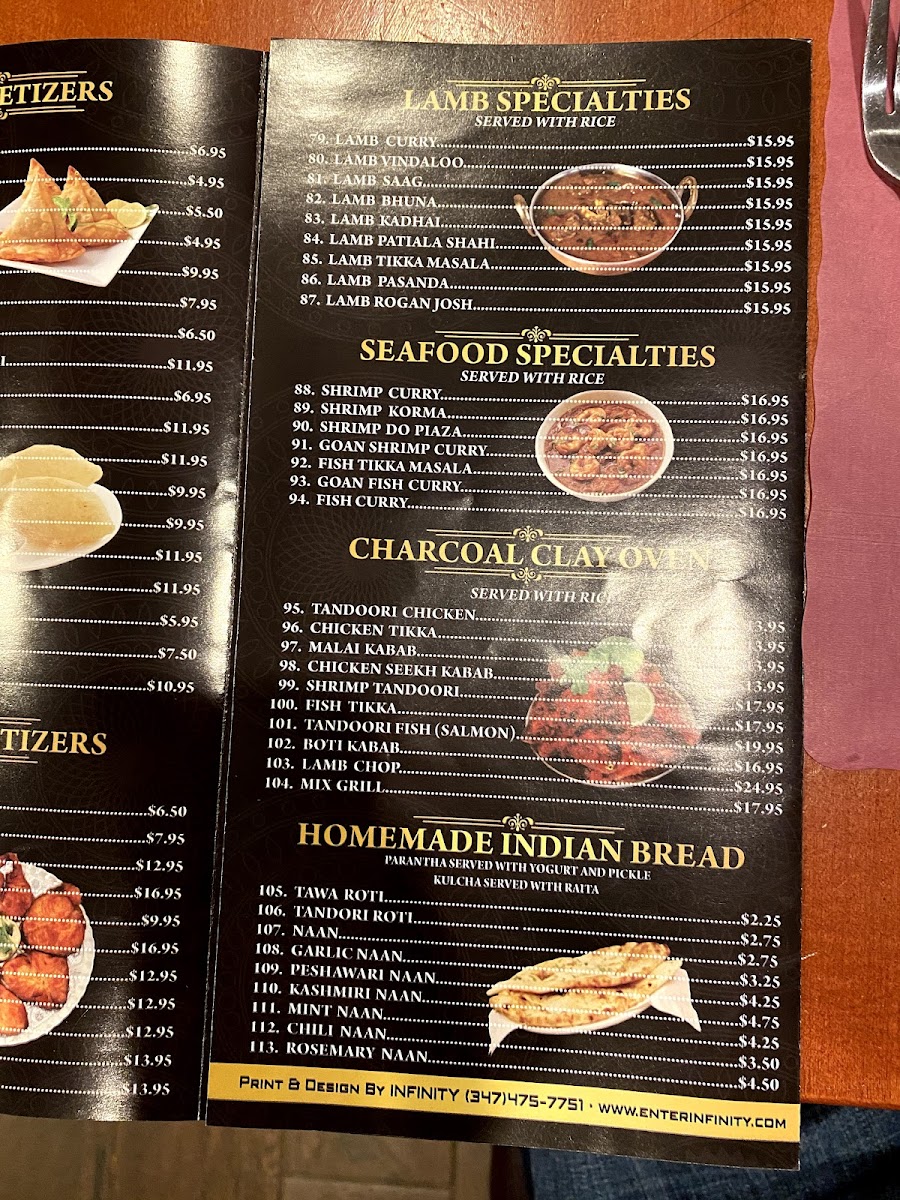 ETIZERS
$6.95
$4.95
$5.50
$4.95
$9.95
$7.95
$6.50
I $11.95
$6.95
$11.95
$11.95
$9.95
$9.95
$11.95
$11.95
$5.95
$7.50
$10.95
TIZERS
$6.50
$7.95
$12.95
$16.95
$9.95
$16.95
$12.95
$12.95
$12.95
$13.95
$13.95
LAMB SPECIALTIES
SERVED WITH RICE
79. LAMB CURRY $15.95
80. LAMB VINDALOO $15.95
81. LAMB SAAG $15.95
82. LAMB BHUNA $15.95
83. LAMB KADHAI $15.95
84. LAMB PATIALA SHAHI $15.95
85. LAMB TIKKA MASALA $15.95
86. LAMB PASANDA $15.95
87. LAMB ROGAN JOSH $15.95
SEAFOOD SPECIALTIES
SERVED WITH RICE
88. SHRIMP CURRY $16.95
89. SHRIMP KORMA $16.95
90. SHRIMP DO PIAZA $16.95
91. GOAN SHRIMP CURRY $16.95
92. FISH TIKKA MASALA $16.95
93. GOAN FISH CURRY $16.95
94. FISH CURRY $16.95
CHARCOAL CLAY OVEN
SERVED WITH RICE
95. TANDOORI CHICKEN 3.95
96. CHICKEN TIKKA 3.95
97. MALAI KABAB 3.95
98. CHICKEN SEEKH KABAB 13.95
99. SHRIMP TANDOORI $17.95
100. FISH TIKKA $17.95
101. TANDOORI FISH (SALMON) $19.95
102. BOTI KABAB $16.95
103. LAMB CHOP $24.95
104. MIX GRILL $17.95
HOMEMADE INDIAN BREAD
PARANTHA SERVED WITH YOGURT AND PICKLE
KULCHA SERVED WITH RAITA
105. TAWA ROTI $2.25
106. TANDORI ROTI $2.75
107. NAAN $2.75
108. GARLIC NAAN $3.25
109. PESHAWARI NAAN $4.25
110. KASHMIRI NAAN $4.75
111. MINT NAAN $4.25
112. CHILI NAAN $3.50
113. ROSEMARY NAAN $4.50
PRINT & DESIGN BY INFINITY (347)475-7751 · WWW.ENTERINFINITY.COM